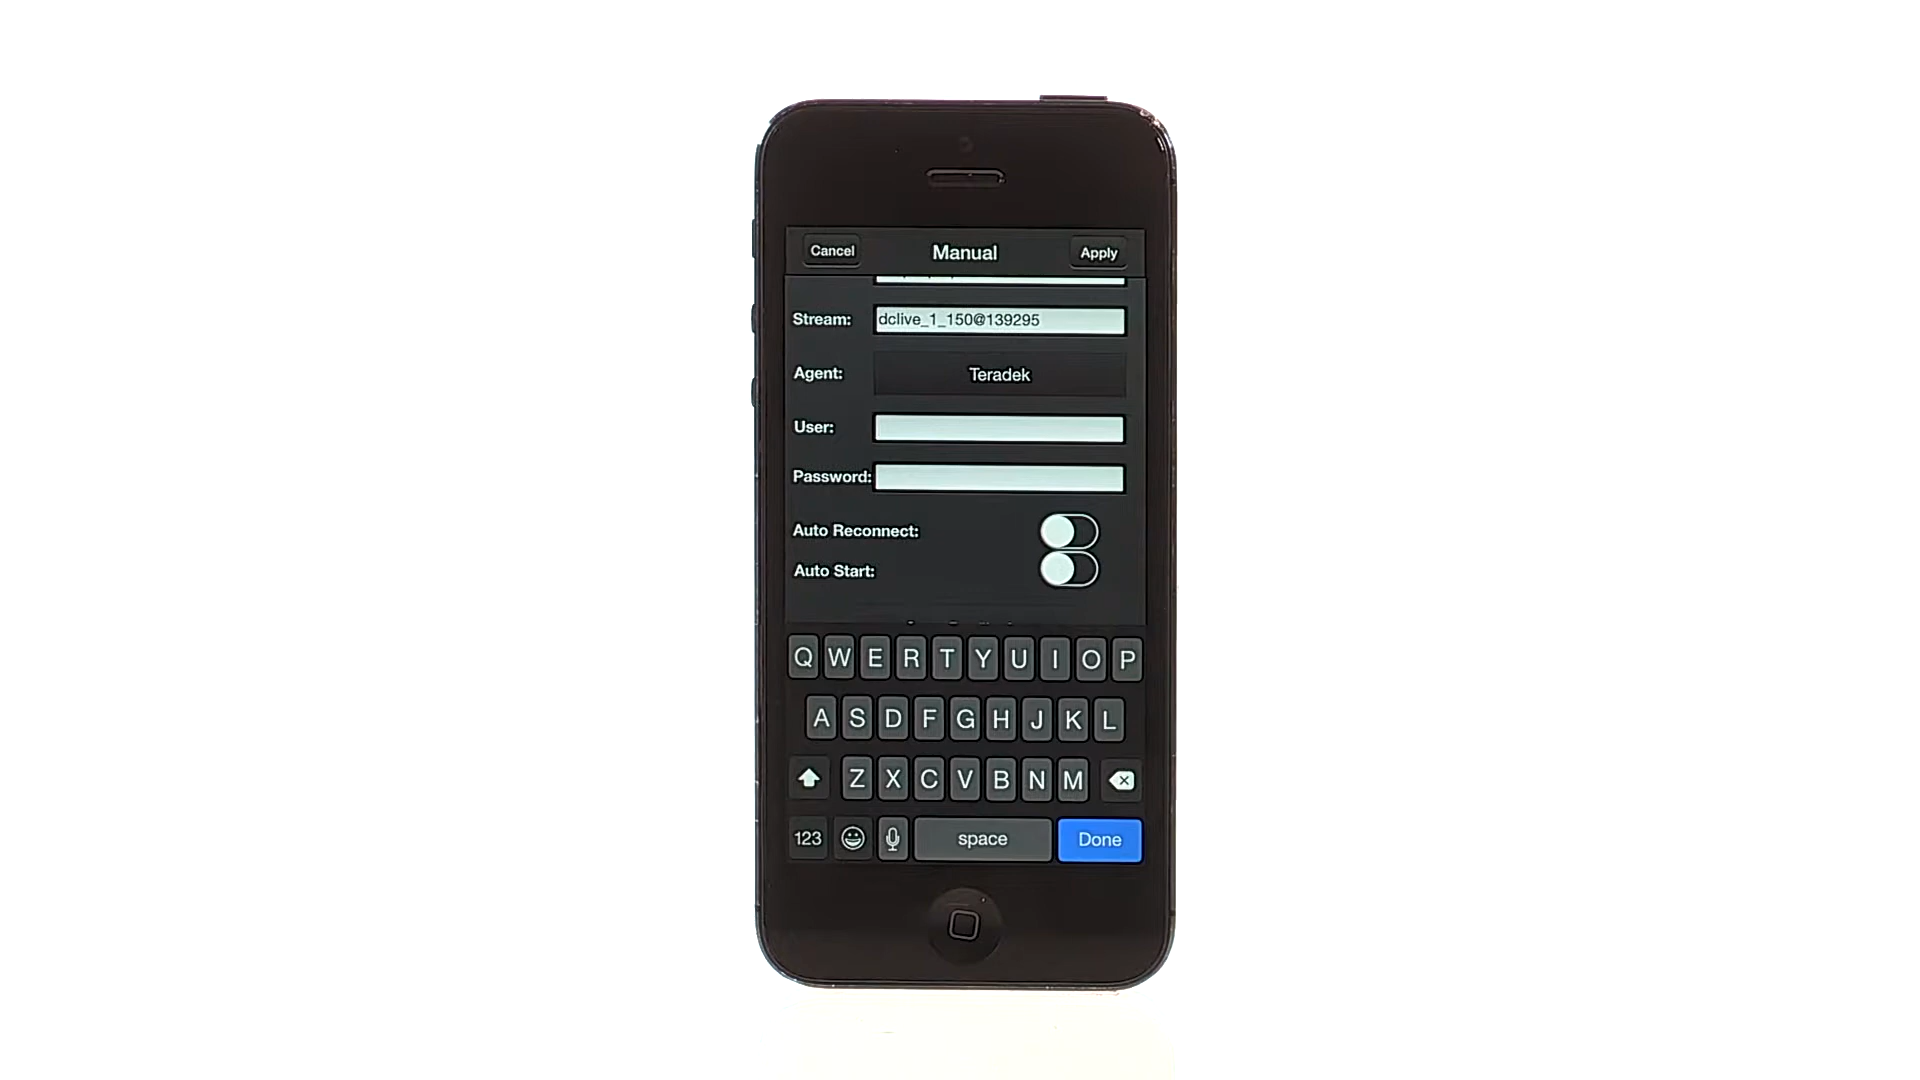 Cancel Manual Apply
Stream: dclive_1_150@139295
Agent: Teradek
User:
Password:
Auto Reconnect:
Auto Start:
Q W E R T Y U I O P
A S D F G H J K L
Z X C V B N M
123 space Done